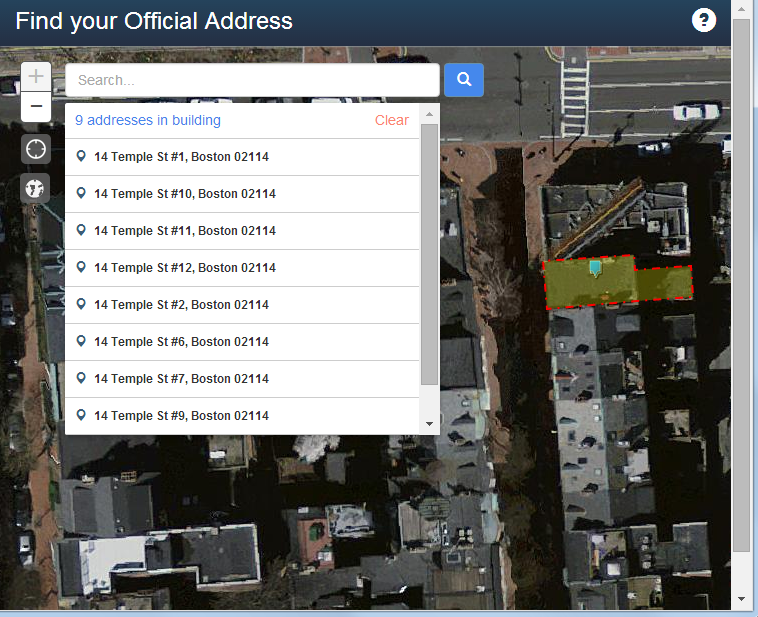 Find your Official Address
?
Search...
9 addresses in building Clear
14 Temple St #1, Boston 02114
14 Temple St #10, Boston 02114
14 Temple St #11, Boston 02114
14 Temple St #12, Boston 02114
14 Temple St #2, Boston 02114
14 Temple St #6, Boston 02114
14 Temple St #7, Boston 02114
14 Temple St #9, Boston 02114